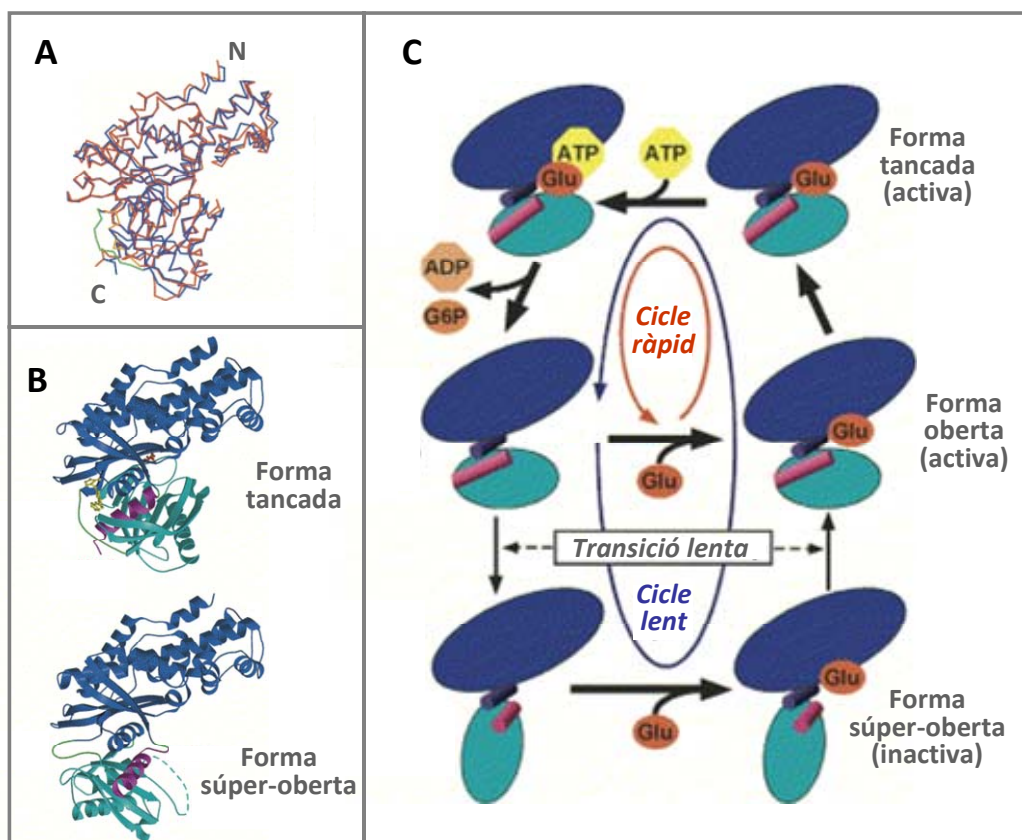 A
N
C
B
Forma
tancada
Forma
súper-oberta
C
ATP
ATP
Glu
Glu
Forma
tancada
(activa)
ADP
G6P
Cicle
ràpid
Glu
Glu
Forma
oberta
(activa)
Transició lenta
Cicle
lent
Glu
Glu
Forma
súper-oberta
(inactiva)